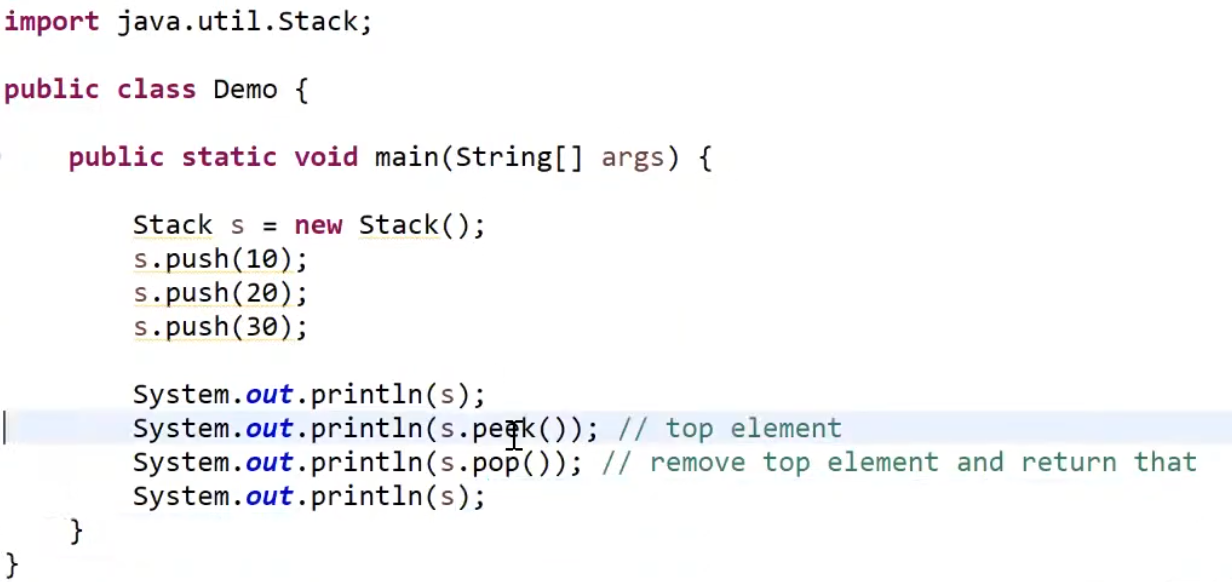 import java.util.Stack;
public class Demo {
public static void main(String[] args) {
Stack s = new Stack();
s.push(10);
s.push(20);
s.push(30);
System.out.println(s);
System.out.println(s.peek()); // top element
System.out.println(s.pop()); // remove top element and return that
System.out.println(s);
}
}